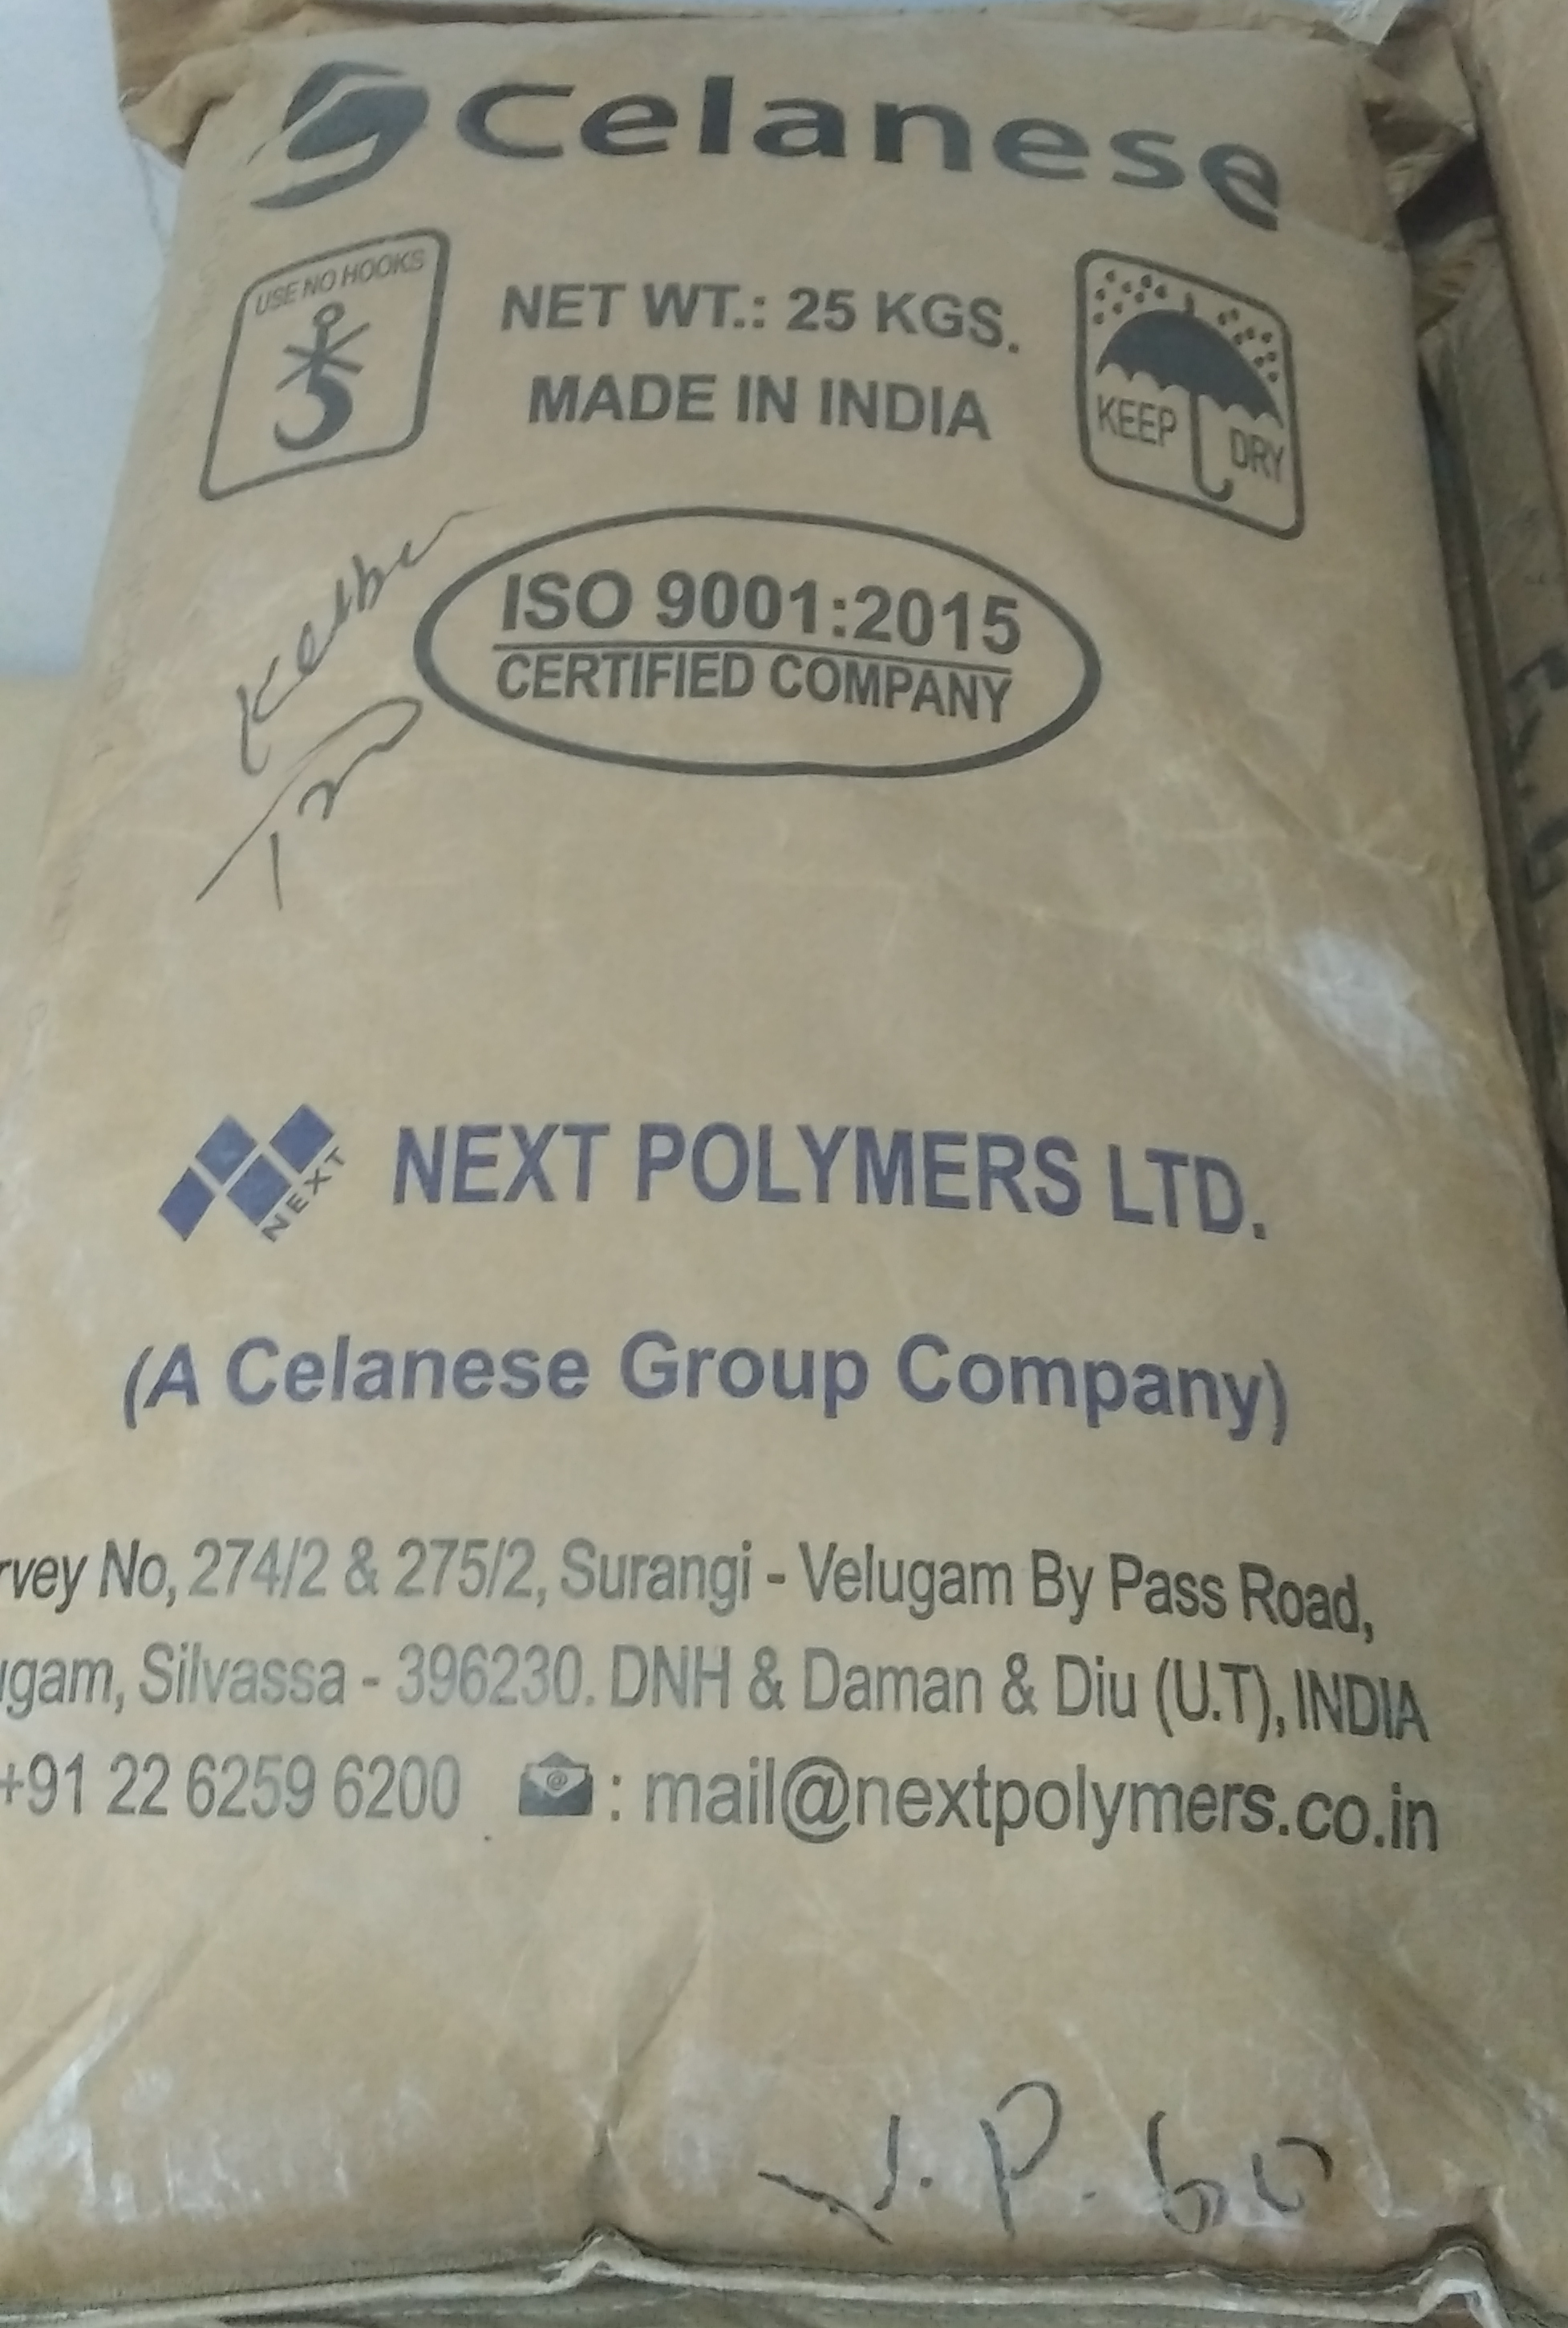 Celanese
USE NO HOOKS
NET WT.: 25 KGS.
MADE IN INDIA
KEEP DRY
ISO 9001:2015
CERTIFIED COMPANY
NEXT
NEXT POLYMERS LTD.
(A Celanese Group Company)
rvey No, 274/2 & 275/2, Surangi - Velugam By Pass Road,
ugam, Silvassa - 396230. DNH & Daman & Diu (U.T), INDIA
+91 22 6259 6200 : mail@nextpolymers.co.in